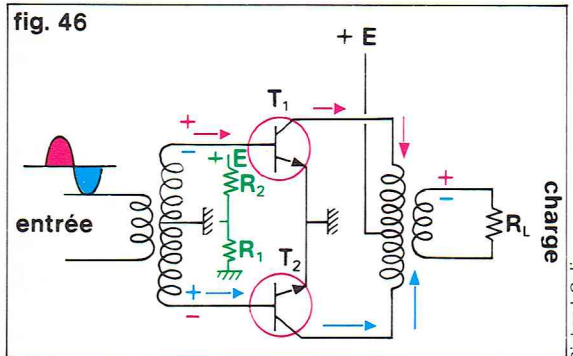 fig. 46
+ E
T1
+
−
+ E
R2
entrée
R1
T2
+
−
+
−
RL
charge